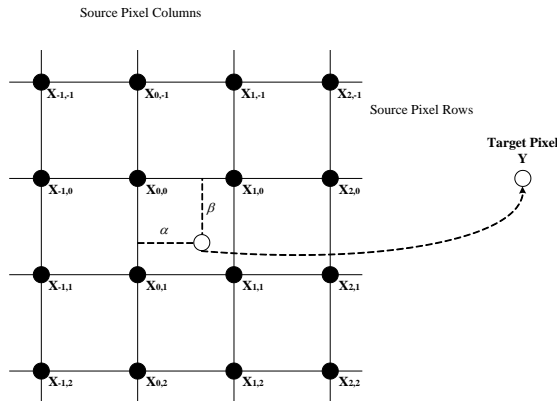 Source Pixel Columns
X-1,-1 X0,-1 X1,-1 X2,-1
Source Pixel Rows
Target Pixel
Y
X-1,0 X0,0 X1,0 X2,0
β
α
X-1,1 X0,1 X1,1 X2,1
X-1,2 X0,2 X1,2 X2,2